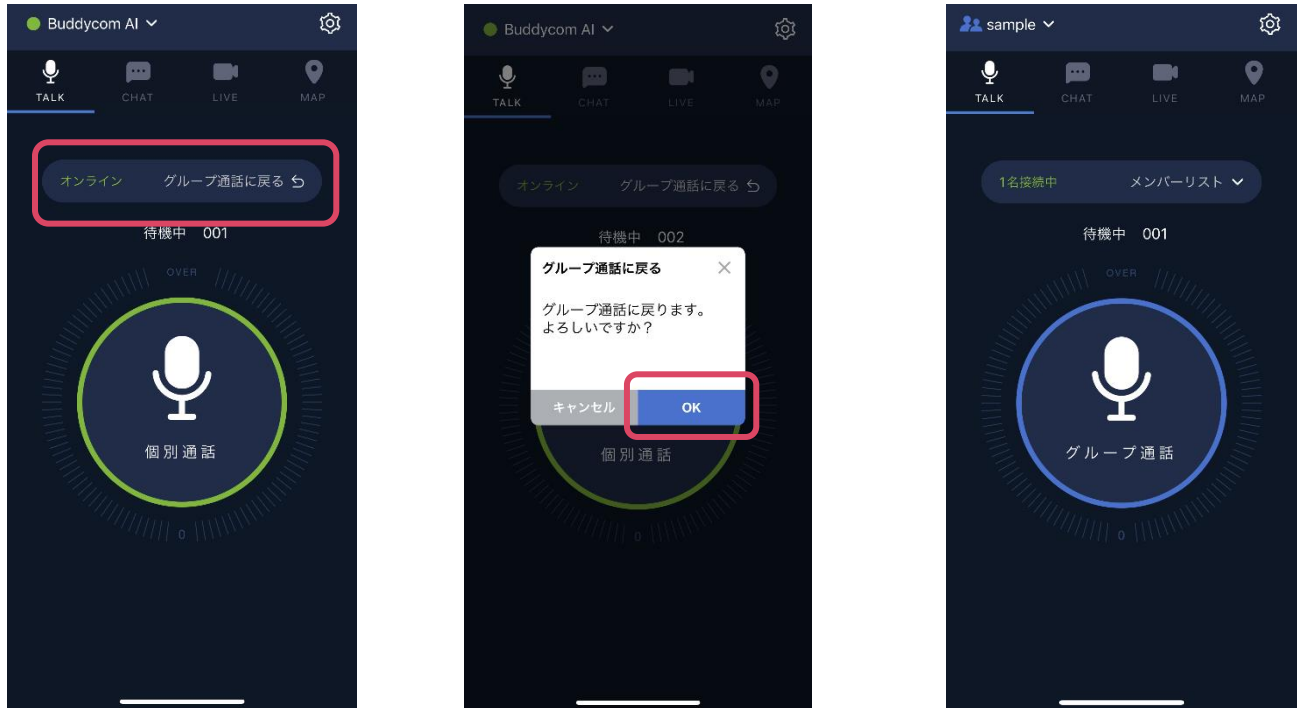 Buddycom AI
TALK CHAT LIVE MAP
オンライン グループ通話に戻る
待機中 001
OVER
個別通話
0
Buddycom AI
TALK CHAT LIVE MAP
オンライン グループ通話に戻る
待機中 002
グループ通話に戻る
グループ通話に戻ります。
よろしいですか？
キャンセル OK
個別通話
0
sample
TALK CHAT LIVE MAP
1名接続中 メンバーリスト
待機中 001
OVER
グループ通話
0